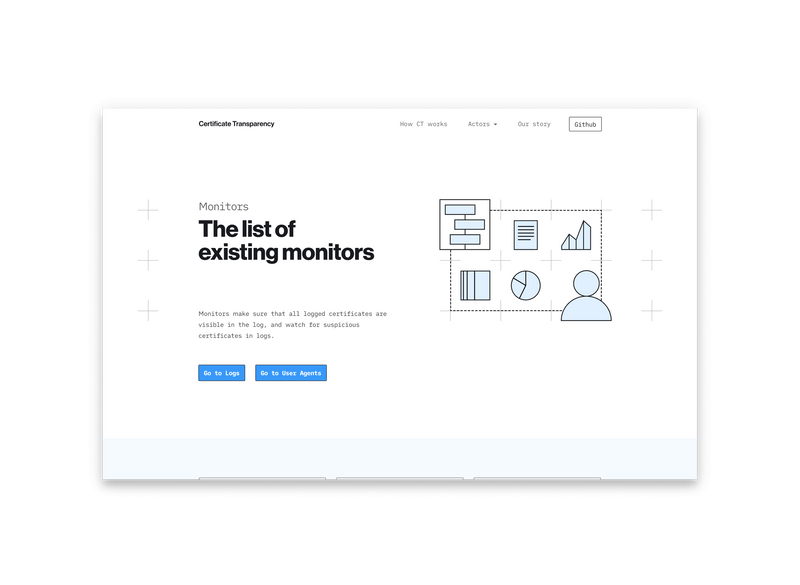 Certificate Transparency
How CT works
Actors
Our story
Github
Monitors
The list of
existing monitors
Monitors make sure that all logged certificates are
visible in the log, and watch for suspicious
certificates in logs.
Go to Logs
Go to User Agents